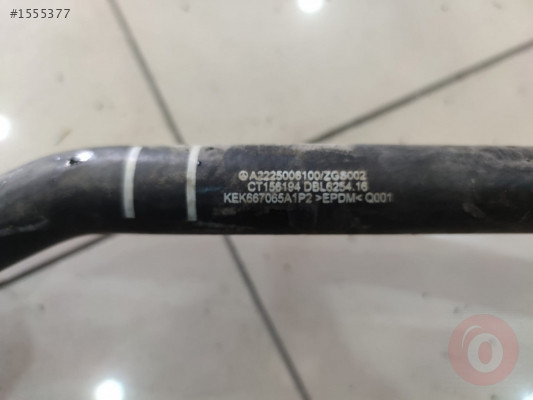 #1555377
A2225006100/ZGS002
CT156194 DBL6254.16
KEK667065A1P2 >EPDM< Q001